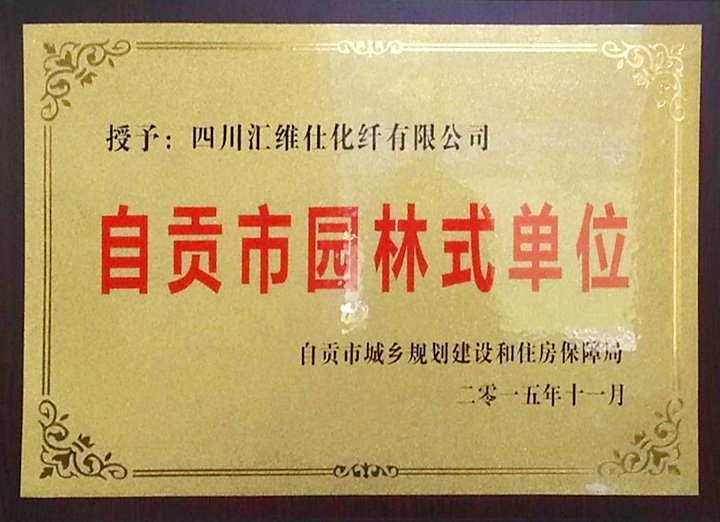 授予：四川汇维仕化纤有限公司
自贡市园林式单位
自贡市城乡规划建设和住房保障局
二零一五年十一月